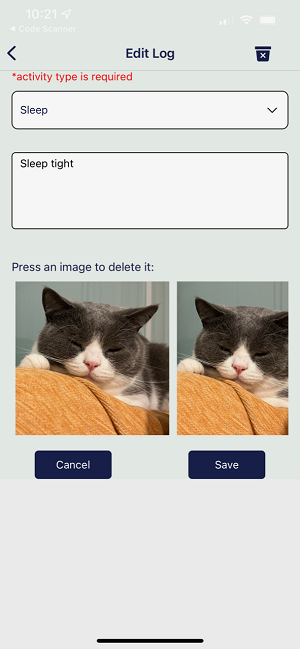 10:21
Code Scanner
Edit Log
*activity type is required
Sleep
Sleep tight
Press an image to delete it:
Cancel
Save